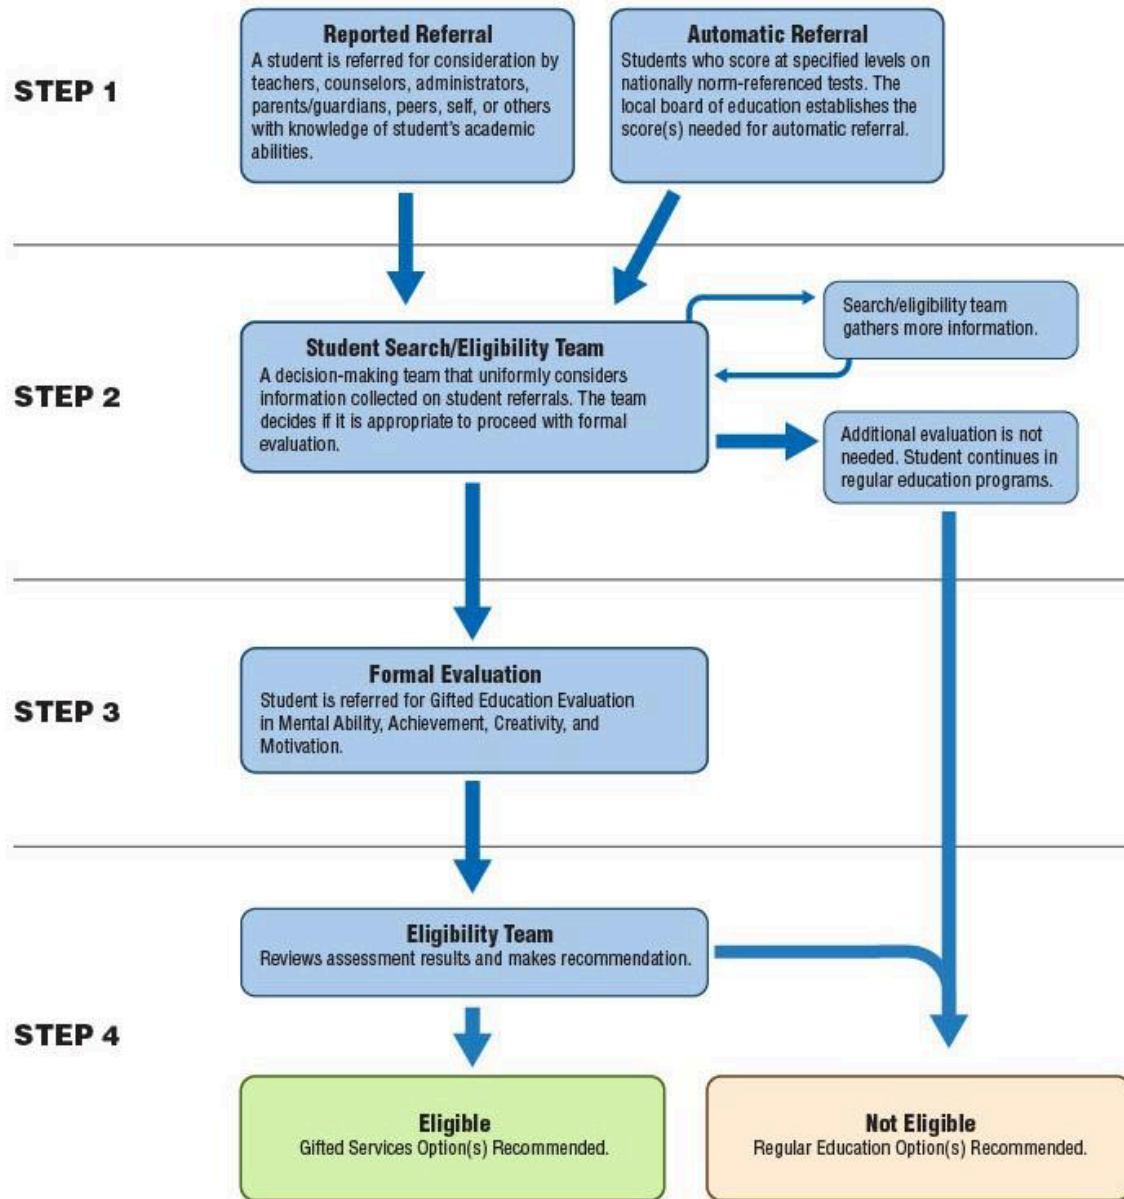 STEP 1
Reported Referral
A student is referred for consideration by
teachers, counselors, administrators,
parents/guardians, peers, self, or others
with knowledge of student's academic
abilities.
Automatic Referral
Students who score at specified levels on
nationally norm-referenced tests. The
local board of education establishes the
score(s) needed for automatic referral.
STEP 2
Student Search/Eligibility Team
A decision-making team that uniformly considers
information collected on student referrals. The team
decides if it is appropriate to proceed with formal
evaluation.
Search/eligibility team
gathers more information.
Additional evaluation is not
needed. Student continues in
regular education programs.
STEP 3
Formal Evaluation
Student is referred for Gifted Education Evaluation
in Mental Ability, Achievement, Creativity, and
Motivation.
STEP 4
Eligibility Team
Reviews assessment results and makes recommendation.
Eligible
Gifted Services Option(s) Recommended.
Not Eligible
Regular Education Option(s) Recommended.